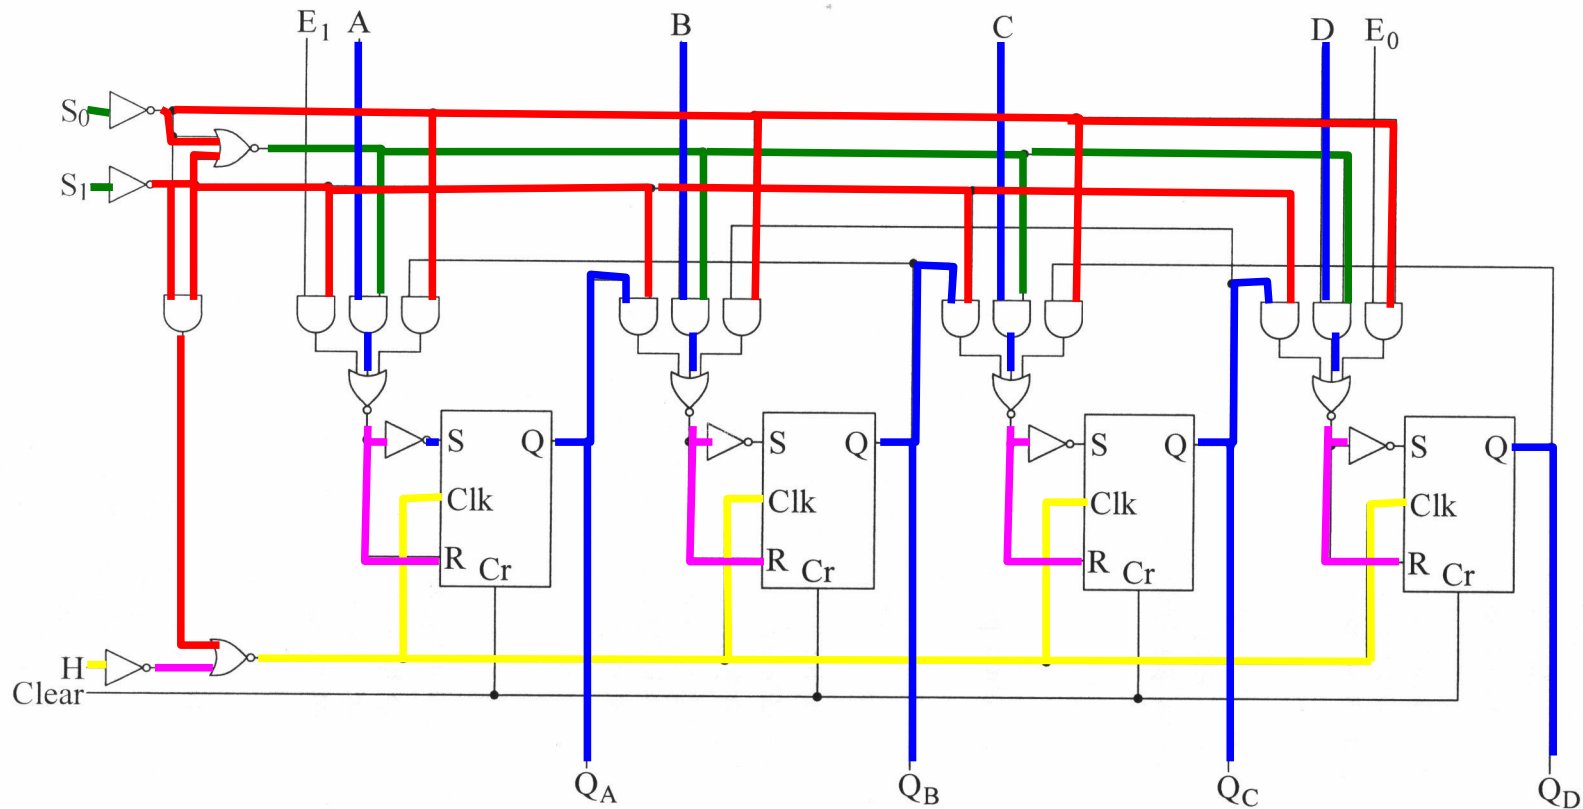 E1 A B C D E0
S0
S1
S Q S Q S Q S Q
Clk Clk Clk Clk
R R R R
Cr Cr Cr Cr
H
Clear
QA QB QC QD